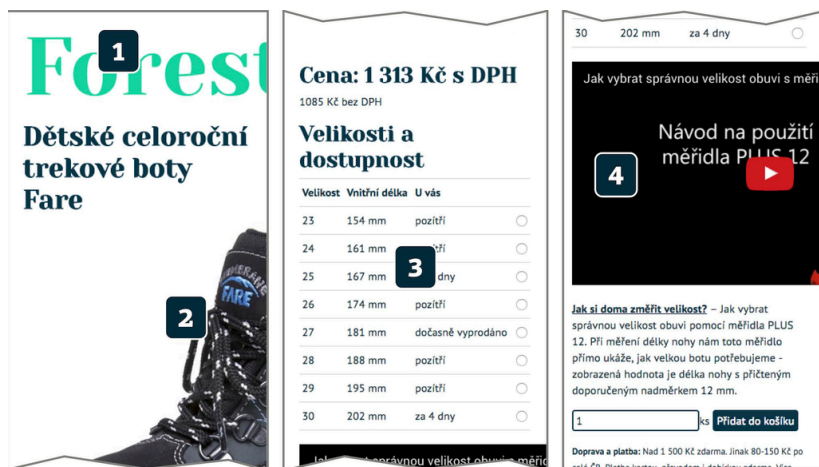 1
Forest
Dětské celoroční
trekové boty
Fare
MEMBRANE
FARE
2
Cena: 1 313 Kč s DPH
1085 Kč bez DPH
Velikosti a
dostupnost
Velikost Vnitřní délka U vás
23 154 mm pozítří
24 161 mm
3
25 167 mm dny
26 174 mm pozítří
27 181 mm dočasně vyprodáno
28 188 mm pozítří
29 195 mm pozítří
30 202 mm za 4 dny
30 202 mm za 4 dny
Jak vybrat správnou velikost obuvi s měři
Návod na použití
měřidla PLUS 12
4
Jak si doma změřit velikost? – Jak vybrat
správnou velikost obuvi pomocí měřidla PLUS
12. Při měření délky nohy nám toto měřidlo
přímo ukáže, jak velkou botu potřebujeme -
zobrazená hodnota je délka nohy s přičteným
doporučeným nadměrkem 12 mm.
1 ks Přidat do košíku
Doprava a platba: Nad 1 500 Kč zdarma. Jinak 80-150 Kč po